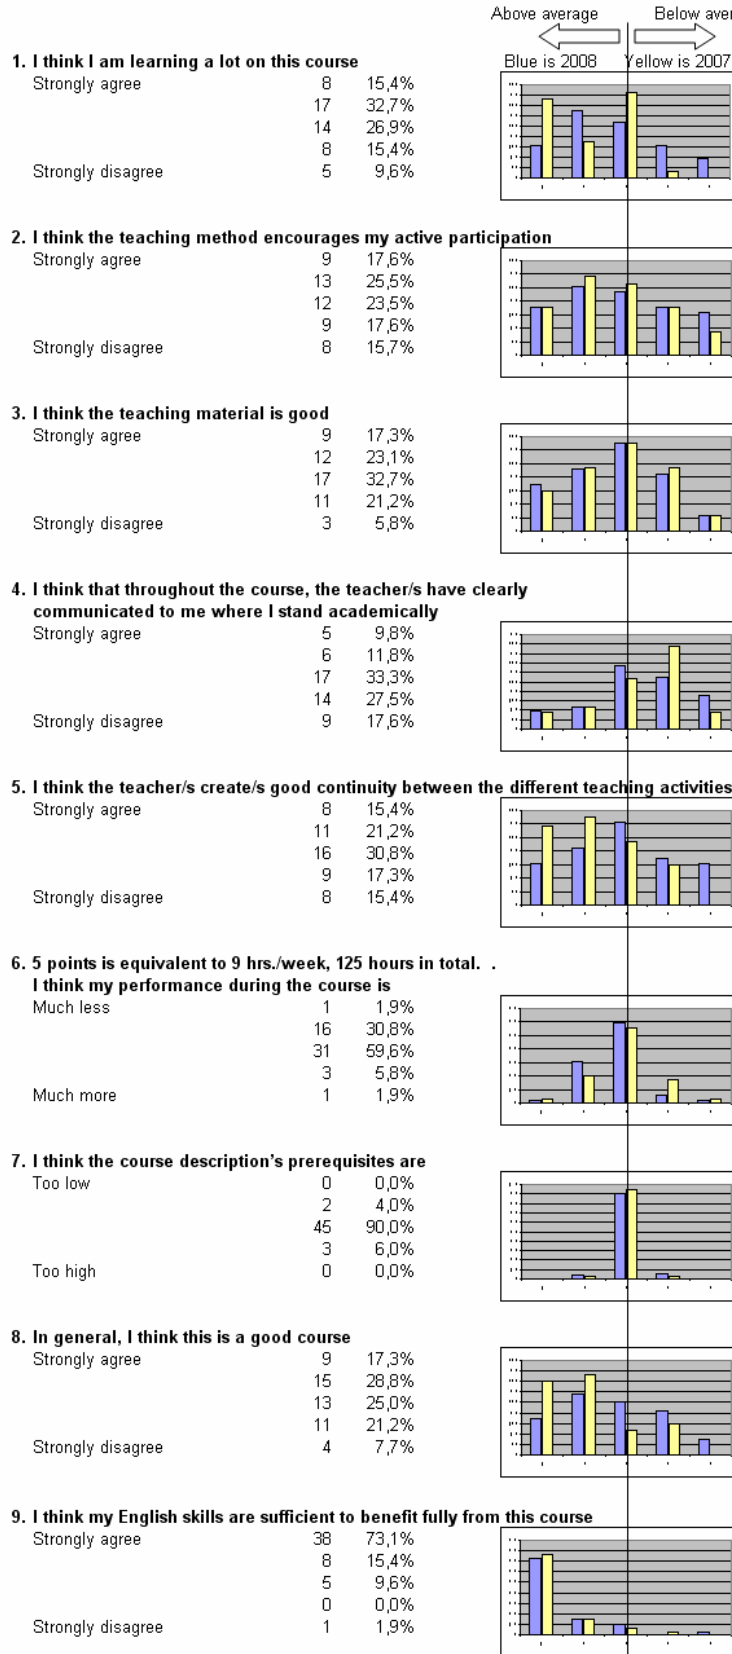 Above average Below aver
Blue is 2008 Yellow is 2007
1. I think I am learning a lot on this course
Strongly agree 8 15,4%
17 32,7%
14 26,9%
8 15,4%
Strongly disagree 5 9,6%
2. I think the teaching method encourages my active participation
Strongly agree 9 17,6%
13 25,5%
12 23,5%
9 17,6%
Strongly disagree 8 15,7%
3. I think the teaching material is good
Strongly agree 9 17,3%
12 23,1%
17 32,7%
11 21,2%
Strongly disagree 3 5,8%
4. I think that throughout the course, the teacher/s have clearly
communicated to me where I stand academically
Strongly agree 5 9,8%
6 11,8%
17 33,3%
14 27,5%
Strongly disagree 9 17,6%
5. I think the teacher/s create/s good continuity between the different teaching activities
Strongly agree 8 15,4%
11 21,2%
16 30,8%
9 17,3%
Strongly disagree 8 15,4%
6. 5 points is equivalent to 9 hrs./week, 125 hours in total. .
I think my performance during the course is
Much less 1 1,9%
16 30,8%
31 59,6%
3 5,8%
Much more 1 1,9%
7. I think the course description's prerequisites are
Too low 0 0,0%
2 4,0%
45 90,0%
3 6,0%
Too high 0 0,0%
8. In general, I think this is a good course
Strongly agree 9 17,3%
15 28,8%
13 25,0%
11 21,2%
Strongly disagree 4 7,7%
9. I think my English skills are sufficient to benefit fully from this course
Strongly agree 38 73,1%
8 15,4%
5 9,6%
0 0,0%
Strongly disagree 1 1,9%